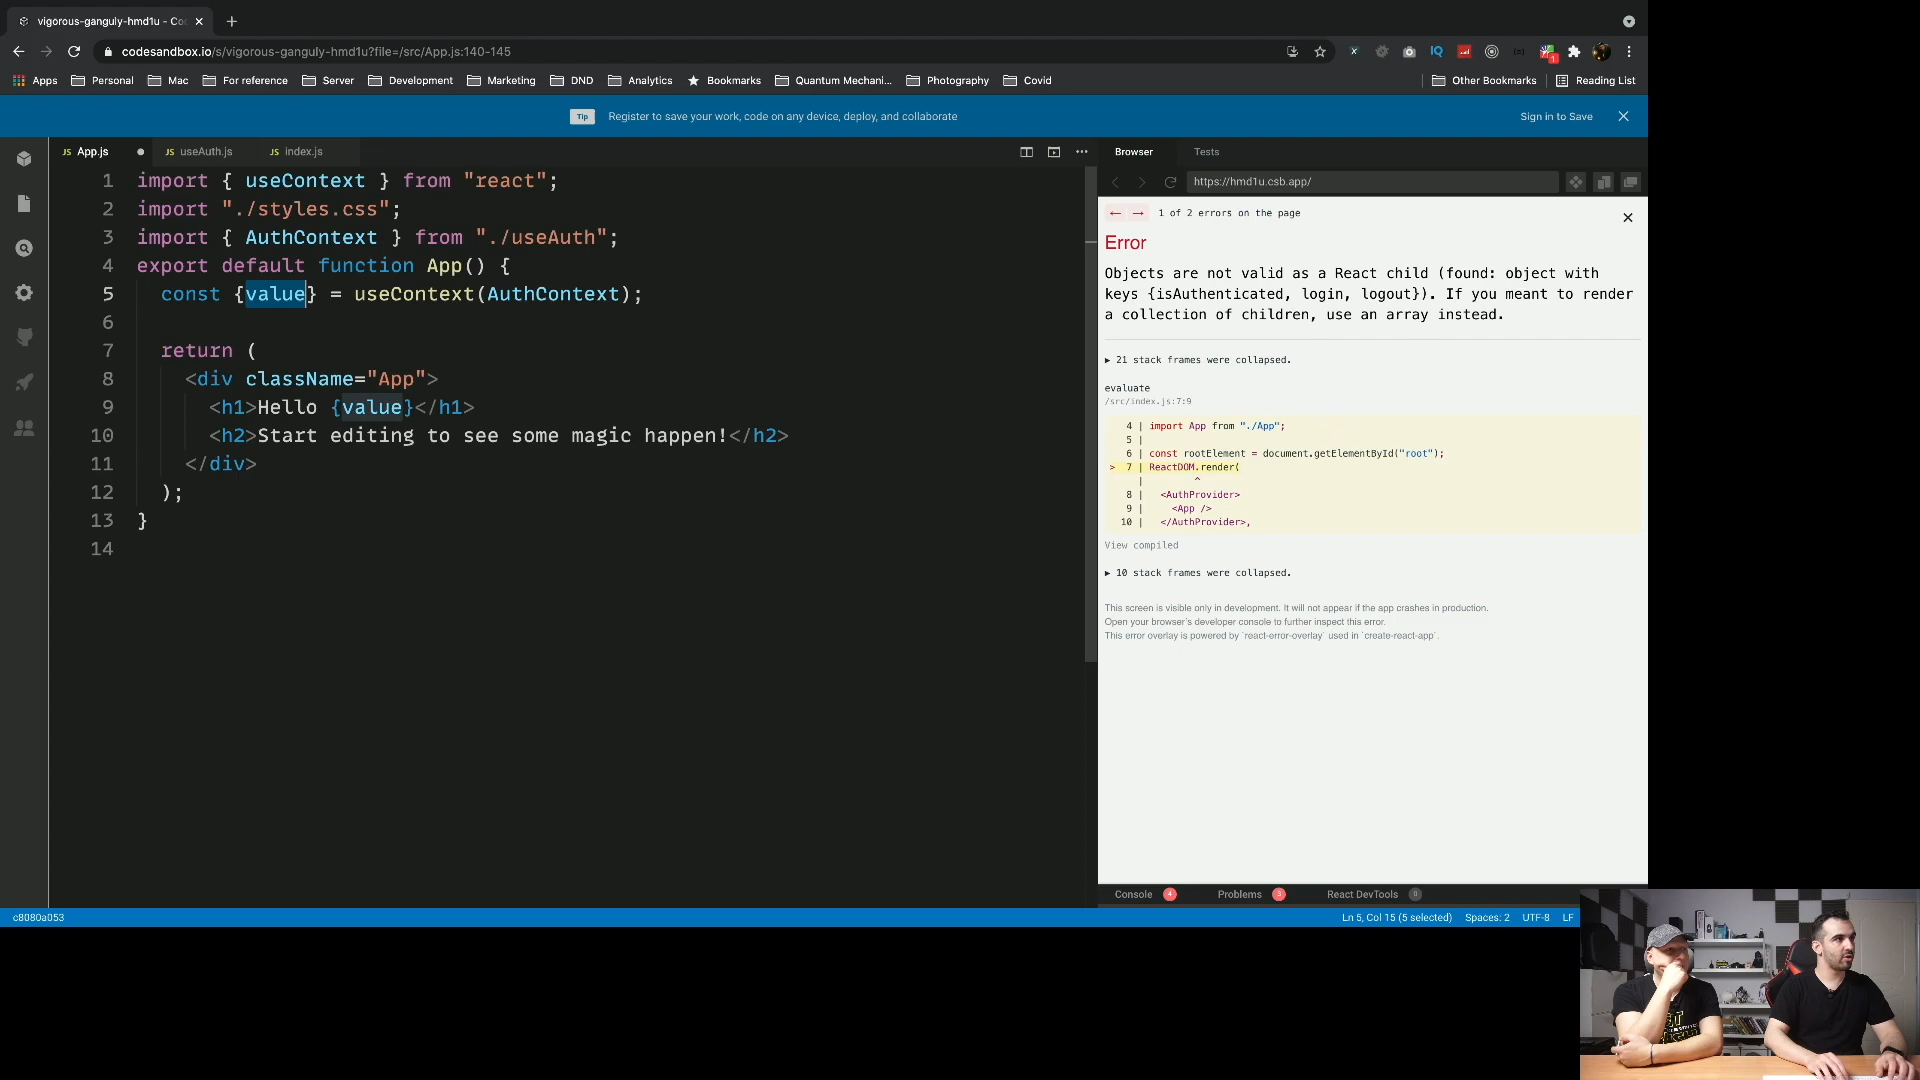 vigorous-ganguly-hmd1u - Co
codesandbox.io/s/vigorous-ganguly-hmd1u?file=/src/App.js:140-145
Apps Personal Mac For reference Server Development Marketing DND Analytics Bookmarks Quantum Mechani... Photography Covid Other Bookmarks Reading List
Tip Register to save your work, code on any device, deploy, and collaborate Sign in to Save
JS App.js JS useAuth.js JS index.js
1 import { useContext } from "react";
2 import "./styles.css";
3 import { AuthContext } from "./useAuth";
4 export default function App() {
5 const {value} = useContext(AuthContext);
6
7 return (
8 <div className="App">
9 <h1>Hello {value}</h1>
10 <h2>Start editing to see some magic happen!</h2>
11 </div>
12 );
13 }
14
Browser Tests
https://hmd1u.csb.app/
← → 1 of 2 errors on the page
Error
Objects are not valid as a React child (found: object with
keys {isAuthenticated, login, logout}). If you meant to render
a collection of children, use an array instead.
▶ 21 stack frames were collapsed.
evaluate
/src/index.js:7:9
4 | import App from "./App";
5 |
6 | const rootElement = document.getElementById("root");
> 7 | ReactDOM.render(
| ^
8 | <AuthProvider>
9 | <App />
10 | </AuthProvider>,
View compiled
▶ 10 stack frames were collapsed.
This screen is visible only in development. It will not appear if the app crashes in production.
Open your browser's developer console to further inspect this error.
This error overlay is powered by `react-error-overlay` used in `create-react-app`.
Console 4 Problems 3 React DevTools 0
c8080a053 Ln 5, Col 15 (5 selected) Spaces: 2 UTF-8 LF